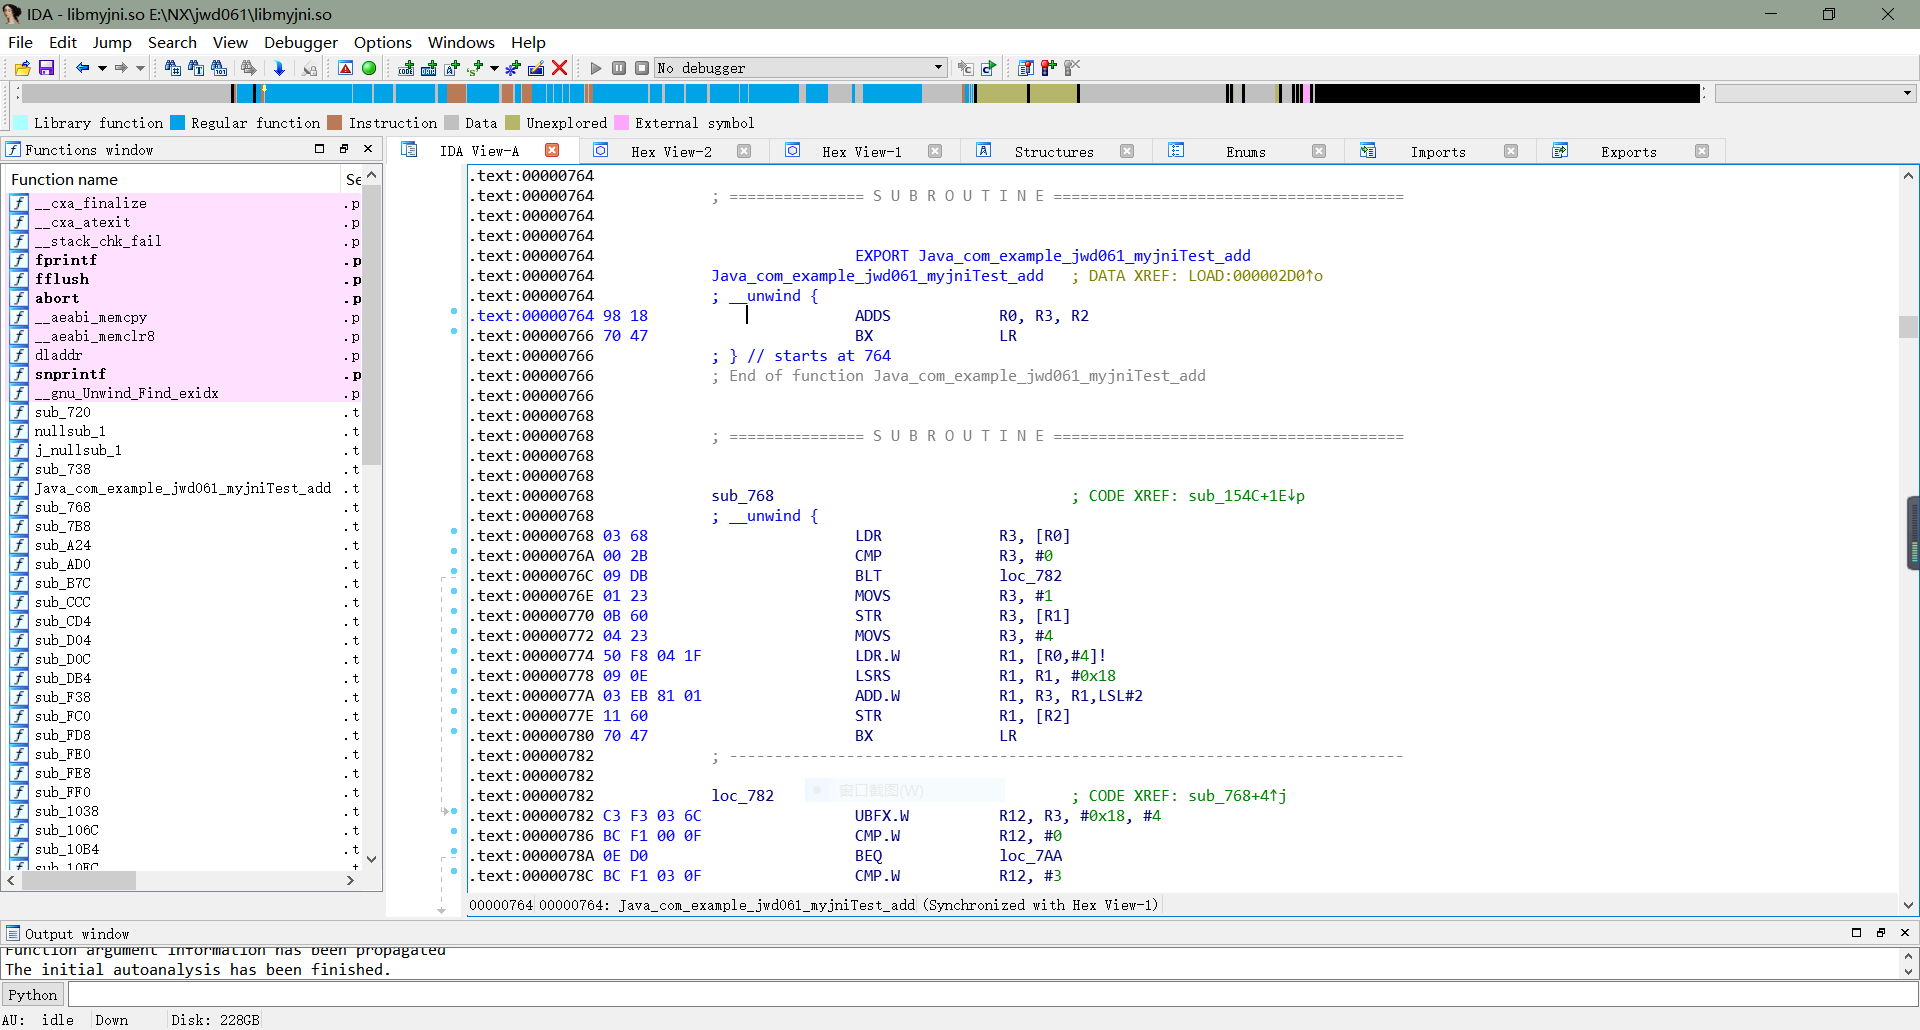 IDA - libmyjni.so E:\NX\jwd061\libmyjni.so
File Edit Jump Search View Debugger Options Windows Help
No debugger
Library function Regular function Instruction Data Unexplored External symbol
Functions window
IDA View-A Hex View-2 Hex View-1 Structures Enums Imports Exports
Function name Se
__cxa_finalize .p
__cxa_atexit .p
__stack_chk_fail .p
fprintf .p
fflush .p
abort .p
__aeabi_memcpy .p
__aeabi_memclr8 .p
dladdr .p
snprintf .p
__gnu_Unwind_Find_exidx .p
sub_720 .t
nullsub_1 .t
j_nullsub_1 .t
sub_738 .t
Java_com_example_jwd061_myjniTest_add .t
sub_768 .t
sub_7B8 .t
sub_A24 .t
sub_AD0 .t
sub_B7C .t
sub_CCC .t
sub_CD4 .t
sub_D04 .t
sub_D0C .t
sub_DB4 .t
sub_F38 .t
sub_FC0 .t
sub_FD8 .t
sub_FE0 .t
sub_FE8 .t
sub_FF0 .t
sub_1038 .t
sub_106C .t
sub_10B4 .t
sub_10EC .t
.text:00000764
.text:00000764 ; =============== S U B R O U T I N E =======================================
.text:00000764
.text:00000764
.text:00000764 EXPORT Java_com_example_jwd061_myjniTest_add
.text:00000764 Java_com_example_jwd061_myjniTest_add ; DATA XREF: LOAD:000002D0↑o
.text:00000764 ; __unwind {
.text:00000764 98 18 ADDS R0, R3, R2
.text:00000766 70 47 BX LR
.text:00000766 ; } // starts at 764
.text:00000766 ; End of function Java_com_example_jwd061_myjniTest_add
.text:00000766
.text:00000768
.text:00000768 ; =============== S U B R O U T I N E =======================================
.text:00000768
.text:00000768
.text:00000768 sub_768 ; CODE XREF: sub_154C+1E↓p
.text:00000768 ; __unwind {
.text:00000768 03 68 LDR R3, [R0]
.text:0000076A 00 2B CMP R3, #0
.text:0000076C 09 DB BLT loc_782
.text:0000076E 01 23 MOVS R3, #1
.text:00000770 0B 60 STR R3, [R1]
.text:00000772 04 23 MOVS R3, #4
.text:00000774 50 F8 04 1F LDR.W R1, [R0,#4]!
.text:00000778 09 0E LSRS R1, R1, #0x18
.text:0000077A 03 EB 81 01 ADD.W R1, R3, R1,LSL#2
.text:0000077E 11 60 STR R1, [R2]
.text:00000780 70 47 BX LR
.text:00000782 ; ---------------------------------------------------------------------------
.text:00000782
窗口截图(W)
.text:00000782 loc_782 ; CODE XREF: sub_768+4↑j
.text:00000782 C3 F3 03 6C UBFX.W R12, R3, #0x18, #4
.text:00000786 BC F1 00 0F CMP.W R12, #0
.text:0000078A 0E D0 BEQ loc_7AA
.text:0000078C BC F1 03 0F CMP.W R12, #3
00000764 00000764: Java_com_example_jwd061_myjniTest_add (Synchronized with Hex View-1)
Output window
Function argument information has been propagated
The initial autoanalysis has been finished.
Python
AU: idle Down Disk: 228GB